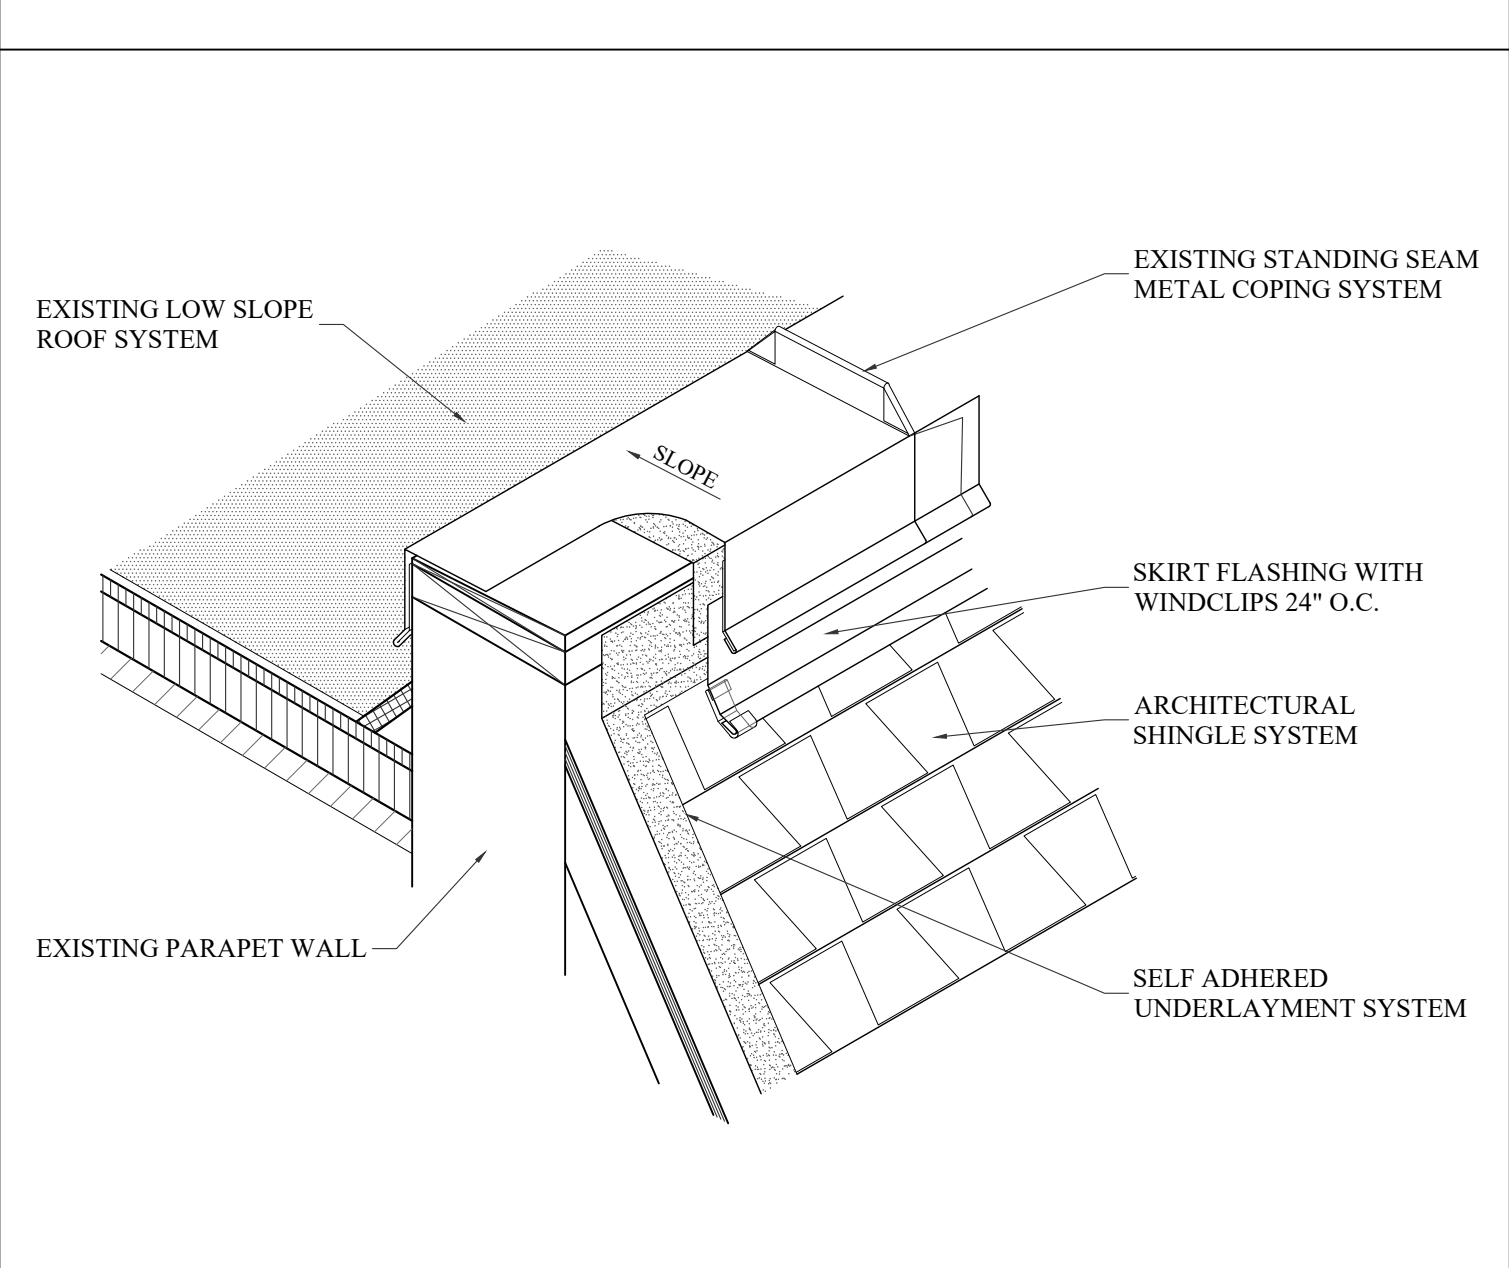 EXISTING STANDING SEAM
METAL COPING SYSTEM
EXISTING LOW SLOPE
ROOF SYSTEM
SLOPE
SKIRT FLASHING WITH
WINDCLIPS 24" O.C.
ARCHITECTURAL
SHINGLE SYSTEM
EXISTING PARAPET WALL
SELF ADHERED
UNDERLAYMENT SYSTEM